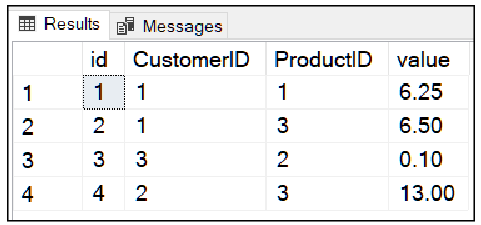 Results Messages
id CustomerID ProductID value
1 1 1 1 6.25
2 2 1 3 6.50
3 3 3 2 0.10
4 4 2 3 13.00